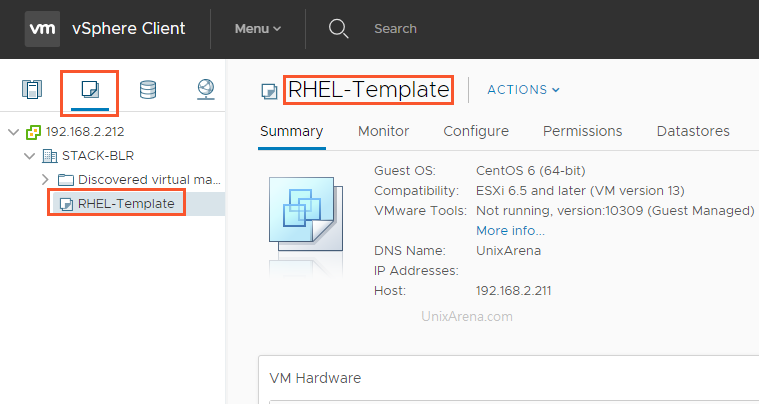 vm vSphere Client Menu Search
192.168.2.212
STACK-BLR
Discovered virtual ma...
RHEL-Template
RHEL-Template ACTIONS
Summary Monitor Configure Permissions Datastores
Guest OS: CentOS 6 (64-bit)
Compatibility: ESXi 6.5 and later (VM version 13)
VMware Tools: Not running, version:10309 (Guest Managed)
More info...
DNS Name: UnixArena
IP Addresses:
Host: 192.168.2.211
UnixArena.com
VM Hardware